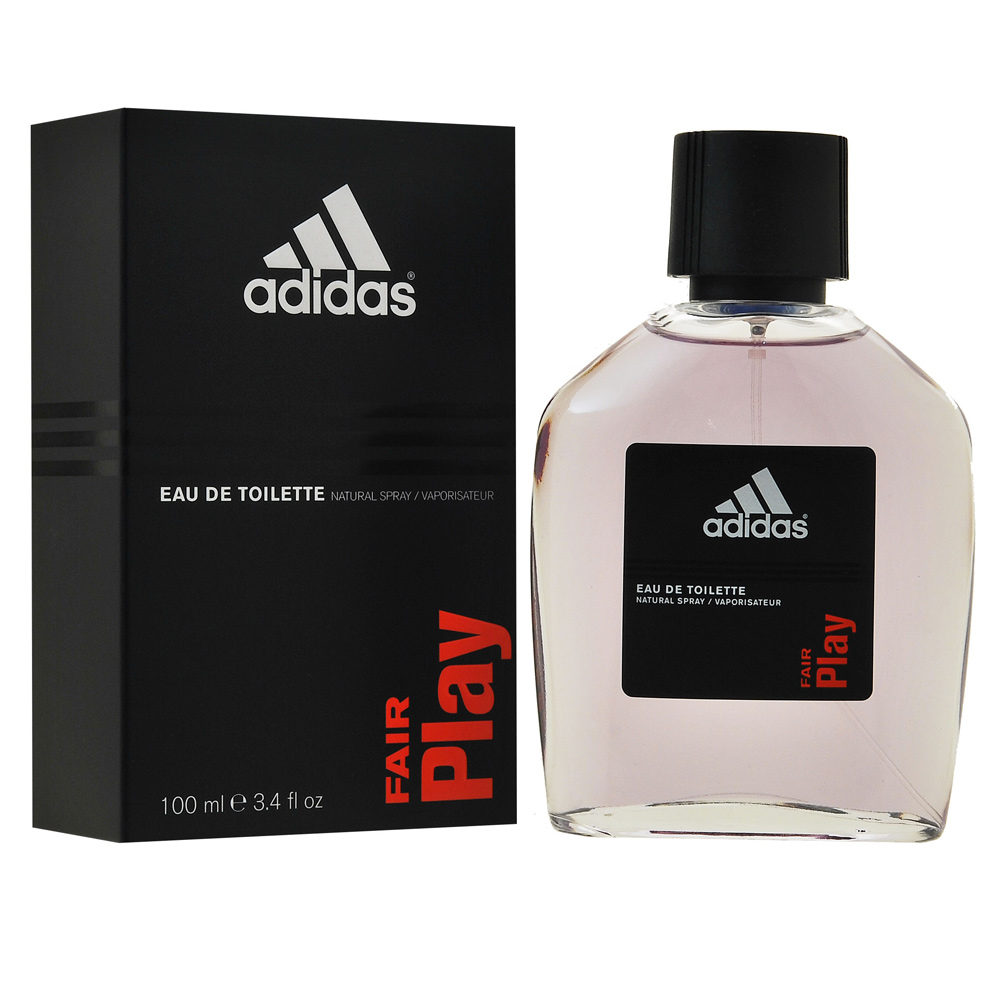 adidas®
EAU DE TOILETTE NATURAL SPRAY / VAPORISATEUR
FAIR
Play
100 ml ℮ 3.4 fl oz
adidas®
EAU DE TOILETTE
NATURAL SPRAY / VAPORISATEUR
FAIR
Play